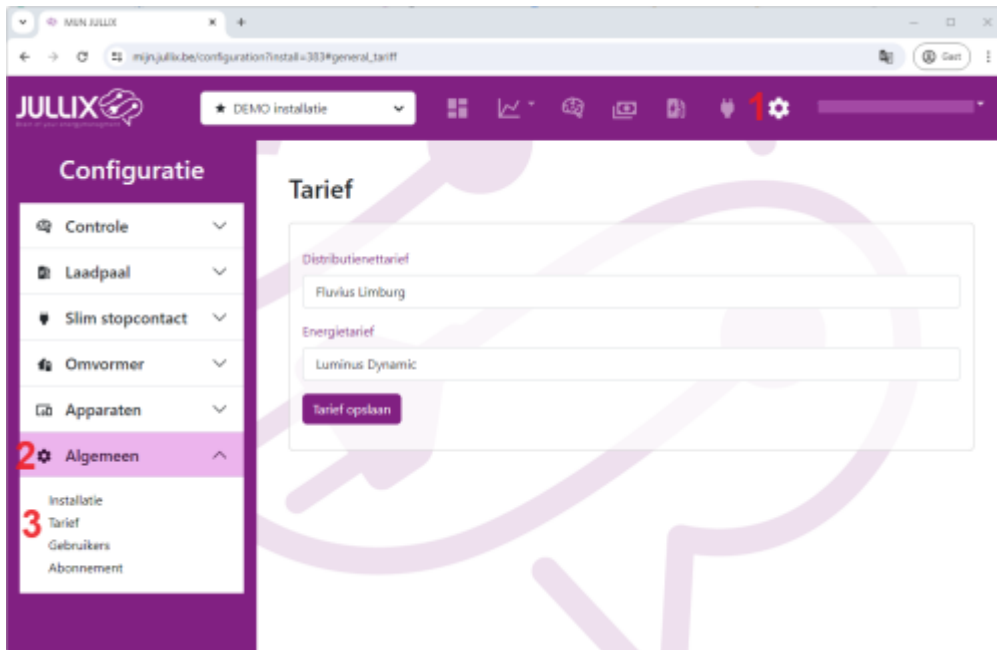 MIJN JULLIX
mijn.jullix.be/configuration?install=383#general_tariff
Gast
JULLIX
★ DEMO installatie
1
Configuratie
Tarief
Controle
Laadpaal
Slim stopcontact
Omvormer
Apparaten
2 Algemeen
Installatie
3 Tarief
Gebruikers
Abonnement
Distributienettarief
Fluvius Limburg
Energietarief
Luminus Dynamic
Tarief opslaan